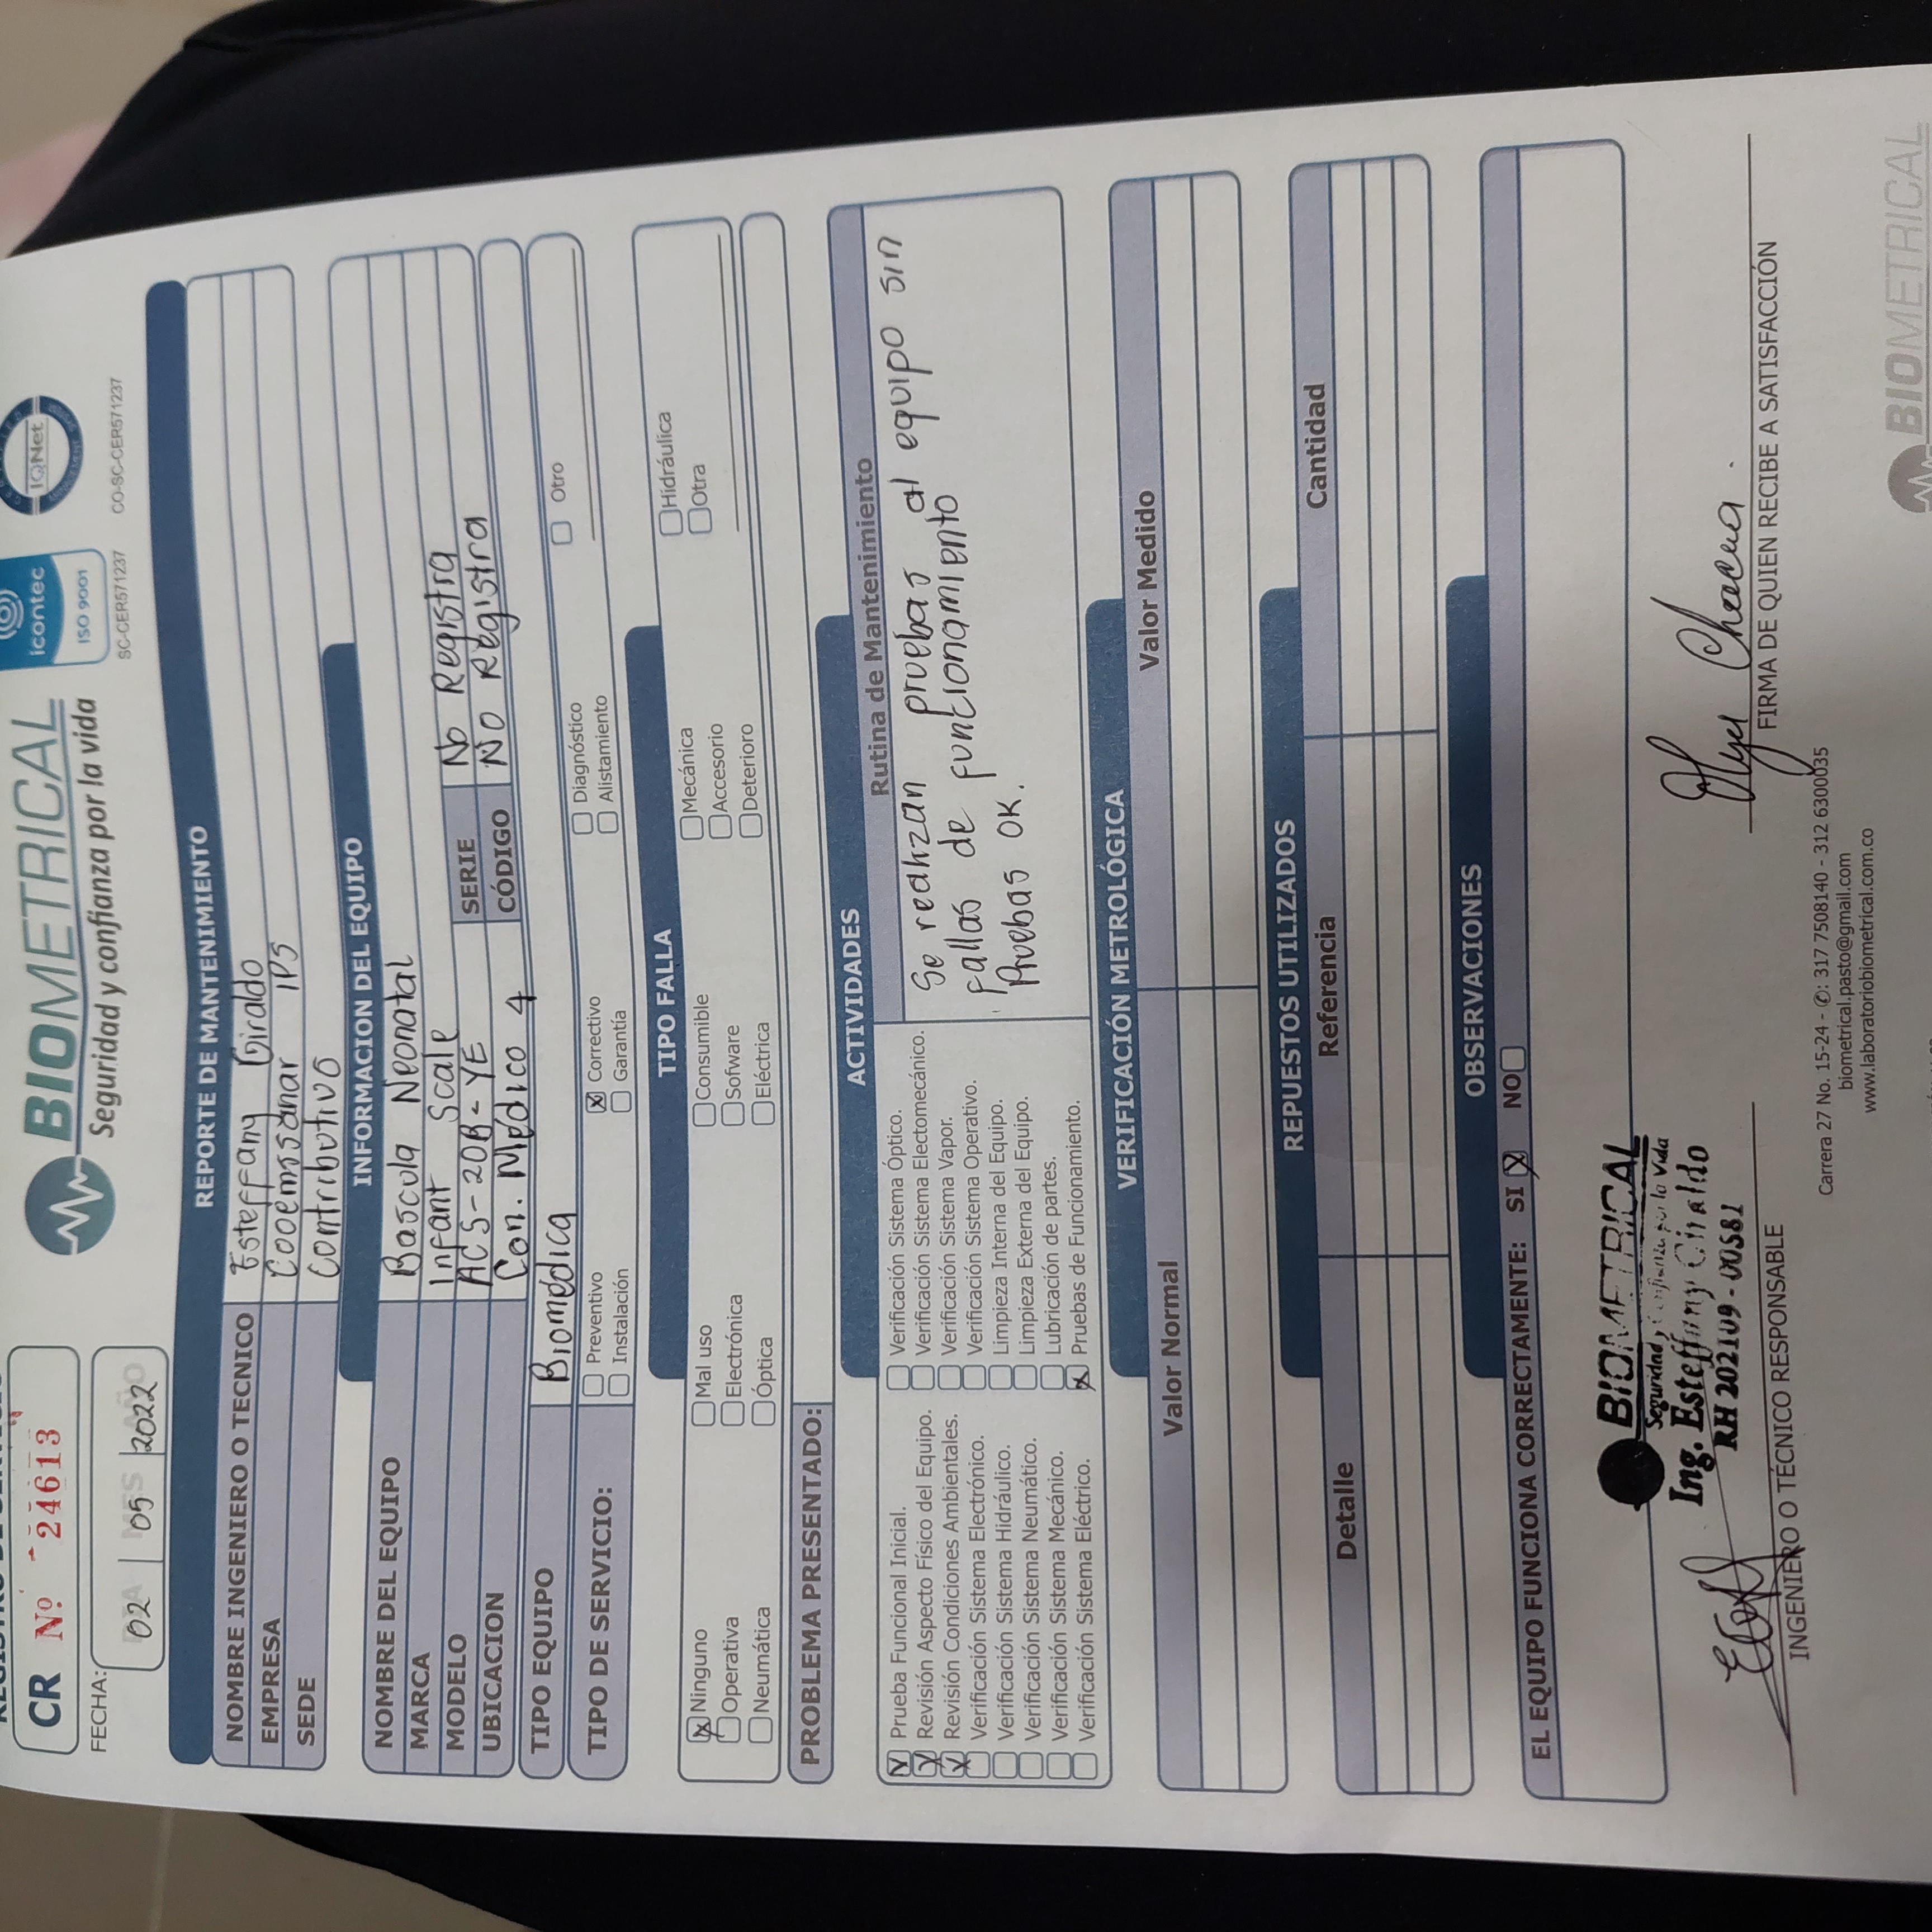 REGISTRO DE SERVICIO
CR Nº 24613
BIOMETRICAL
Seguridad y confianza por la vida
icontec
ISO 9001
SC-CER571237
IQNet
CO-SC-CER571237
FECHA:
DIA MES AÑO
02 05 2022
REPORTE DE MANTENIMIENTO
NOMBRE INGENIERO O TECNICO Esteffany Giraldo
EMPRESA Cooemssanar IPS
SEDE Contributivo
INFORMACION DEL EQUIPO
NOMBRE DEL EQUIPO Bascula Neonatal
MARCA Infant Scale
MODELO ACS-20B-YE SERIE No Registra
UBICACION Con. Médico 4 CÓDIGO No Registra
TIPO EQUIPO Biomédica
TIPO DE SERVICIO:
Preventivo Correctivo Diagnóstico Otro
Instalación Garantía Alistamiento
TIPO FALLA
Ninguno Mal uso Consumible Mecánica Hidráulica
Operativa Electrónica Sofware Accesorio Otra
Neumática Óptica Eléctrica Deterioro
PROBLEMA PRESENTADO:
ACTIVIDADES
Prueba Funcional Inicial.
Revisión Aspecto Físico del Equipo.
Revisión Condiciones Ambientales.
Verificación Sistema Electrónico.
Verificación Sistema Hidráulico.
Verificación Sistema Neumático.
Verificación Sistema Mecánico.
Verificación Sistema Eléctrico.
Verificación Sistema Óptico.
Verificación Sistema Electomecánico.
Verificación Sistema Vapor.
Verificación Sistema Operativo.
Limpieza Interna del Equipo.
Limpieza Externa del Equipo.
Lubricación de partes.
Pruebas de Funcionamiento.
Rutina de Mantenimiento
Se realizan pruebas al equipo sin
fallas de funcionamiento
Pruebas OK.
VERIFICACIÓN METROLÓGICA
Valor Normal Valor Medido
REPUESTOS UTILIZADOS
Detalle Referencia Cantidad
OBSERVACIONES
EL EQUIPO FUNCIONA CORRECTAMENTE: SI NO
BIOMETRICAL
Seguridad y Confianza por la Vida
Ing. Esteffany Giraldo
RH 202109-00581
INGENIERO O TÉCNICO RESPONSABLE
FIRMA DE QUIEN RECIBE A SATISFACCIÓN
Carrera 27 No. 15-24 - ✆: 317 7508140 - 312 6300035
biometrical.pasto@gmail.com
www.laboratoriobiometrical.com.co
BIOMETRICAL